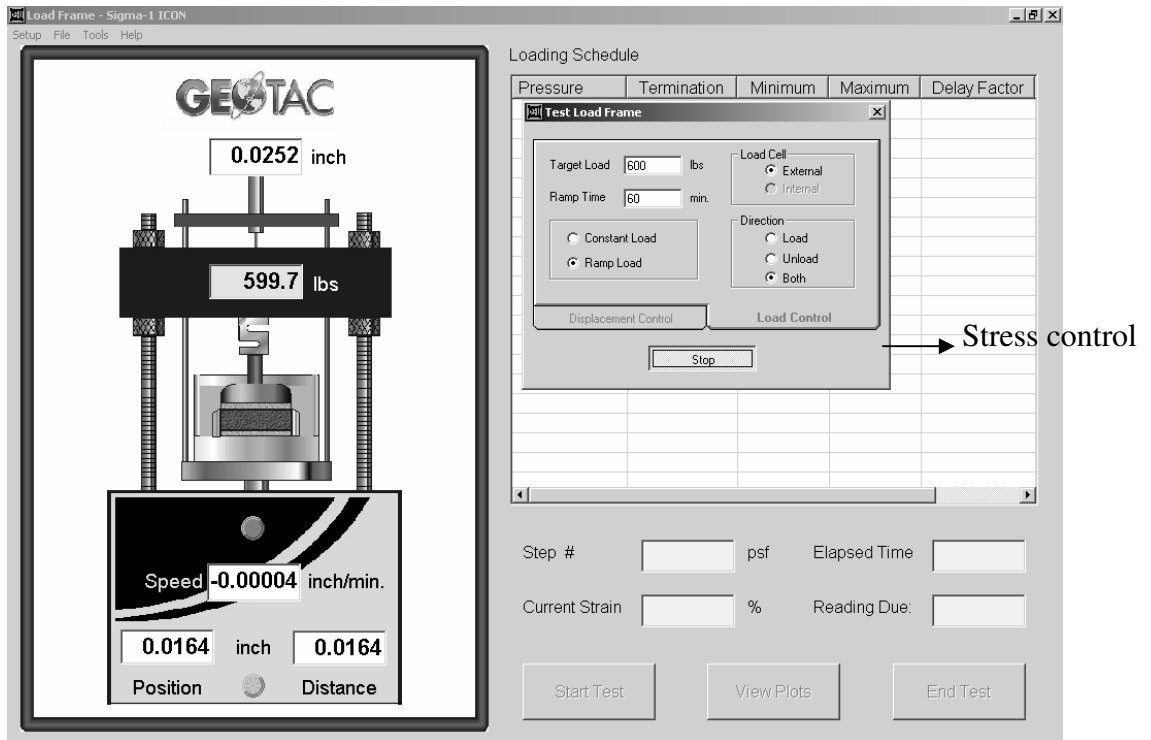 Load Frame - Sigma-1 ICON
Setup File Tools Help
GEOTAC
0.0252 inch
599.7 lbs
Speed -0.00004 inch/min.
0.0164 inch 0.0164
Position Distance
Loading Schedule
Pressure Termination Minimum Maximum Delay Factor
Test Load Frame
Target Load 600 lbs
Ramp Time 60 min.
Constant Load
Ramp Load
Load Cell
External
Internal
Direction
Load
Unload
Both
Displacement Control Load Control
Stop
Stress control
Step # psf Elapsed Time
Current Strain % Reading Due:
Start Test View Plots End Test